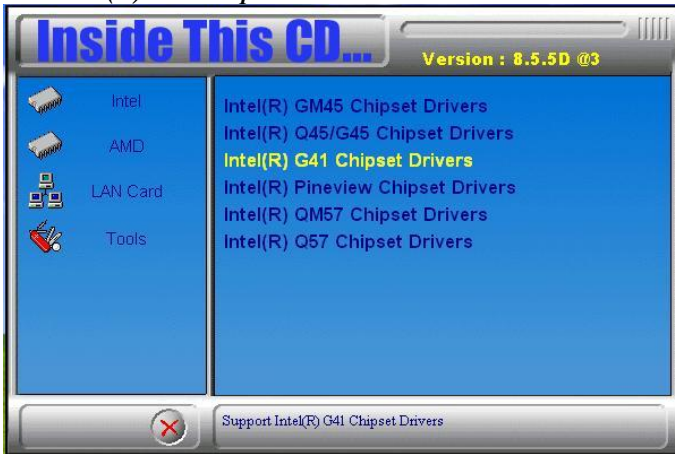 Inside This CD...
Version : 8.5.5D @3
Intel
AMD
LAN Card
Tools
Intel(R) GM45 Chipset Drivers
Intel(R) Q45/G45 Chipset Drivers
Intel(R) G41 Chipset Drivers
Intel(R) Pineview Chipset Drivers
Intel(R) QM57 Chipset Drivers
Intel(R) Q57 Chipset Drivers
Support Intel(R) G41 Chipset Drivers